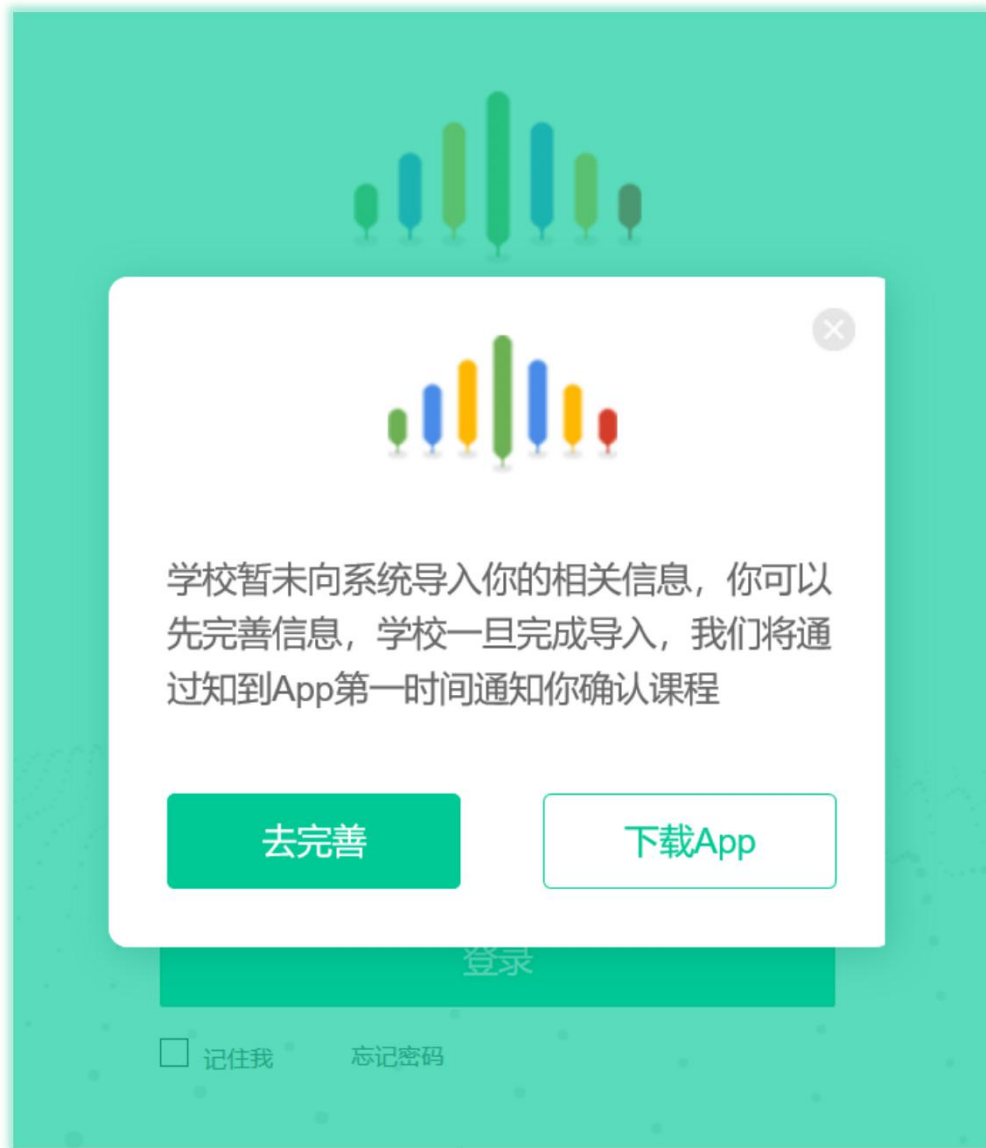 学校暂未向系统导入你的相关信息，你可以
先完善信息，学校一旦完成导入，我们将通
过知到App第一时间通知你确认课程
去完善
下载App
登录
记住我
忘记密码